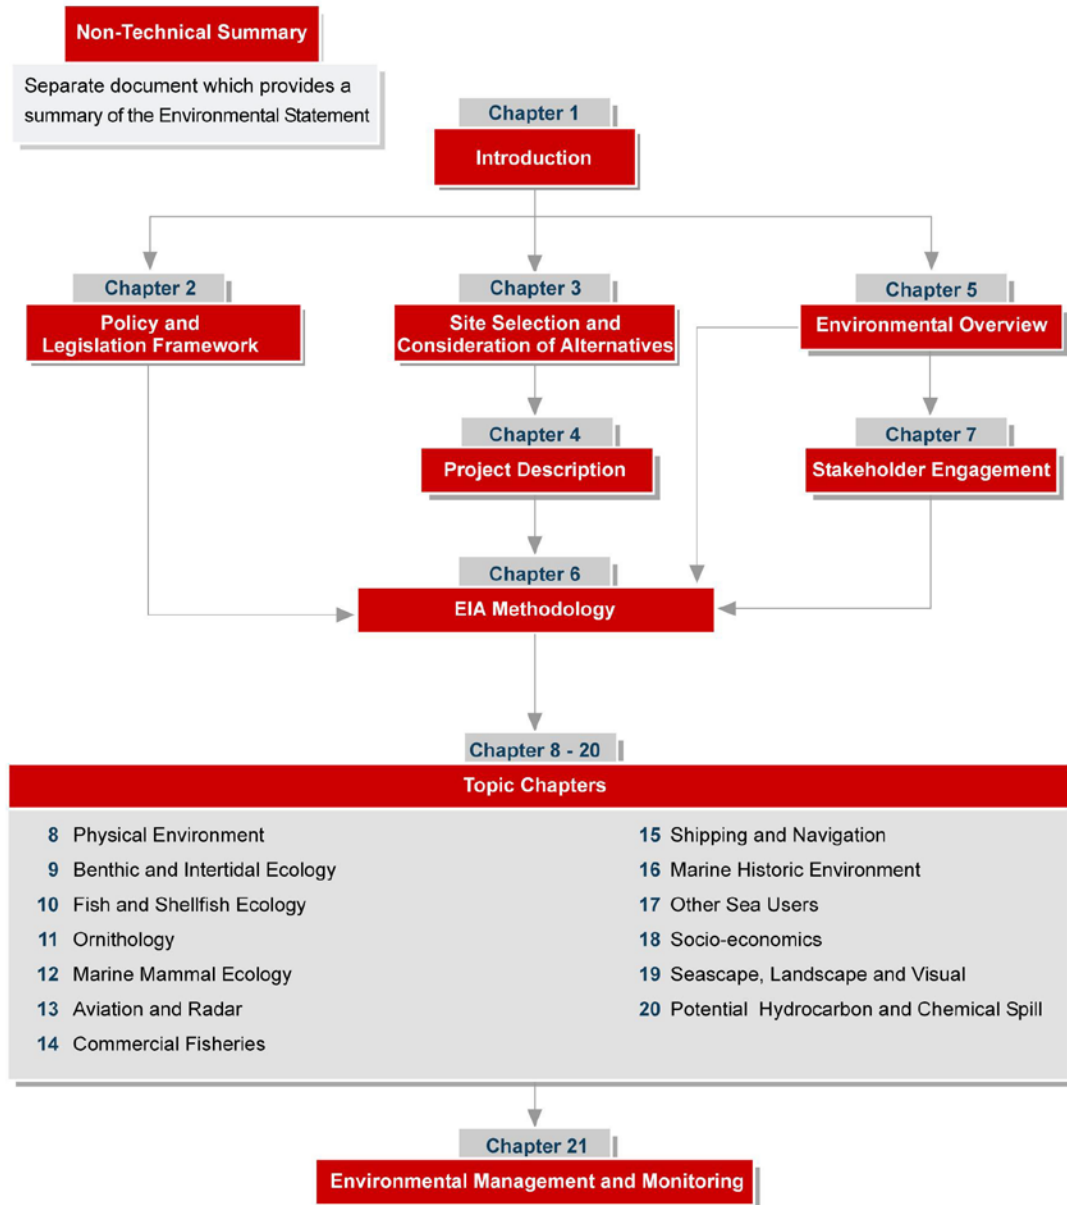 Non-Technical Summary
Separate document which provides a
summary of the Environmental Statement
Chapter 1
Introduction
Chapter 2
Policy and
Legislation Framework
Chapter 3
Site Selection and
Consideration of Alternatives
Chapter 5
Environmental Overview
Chapter 4
Project Description
Chapter 7
Stakeholder Engagement
Chapter 6
EIA Methodology
Chapter 8 - 20
Topic Chapters
8 Physical Environment
9 Benthic and Intertidal Ecology
10 Fish and Shellfish Ecology
11 Ornithology
12 Marine Mammal Ecology
13 Aviation and Radar
14 Commercial Fisheries
15 Shipping and Navigation
16 Marine Historic Environment
17 Other Sea Users
18 Socio-economics
19 Seascape, Landscape and Visual
20 Potential Hydrocarbon and Chemical Spill
Chapter 21
Environmental Management and Monitoring